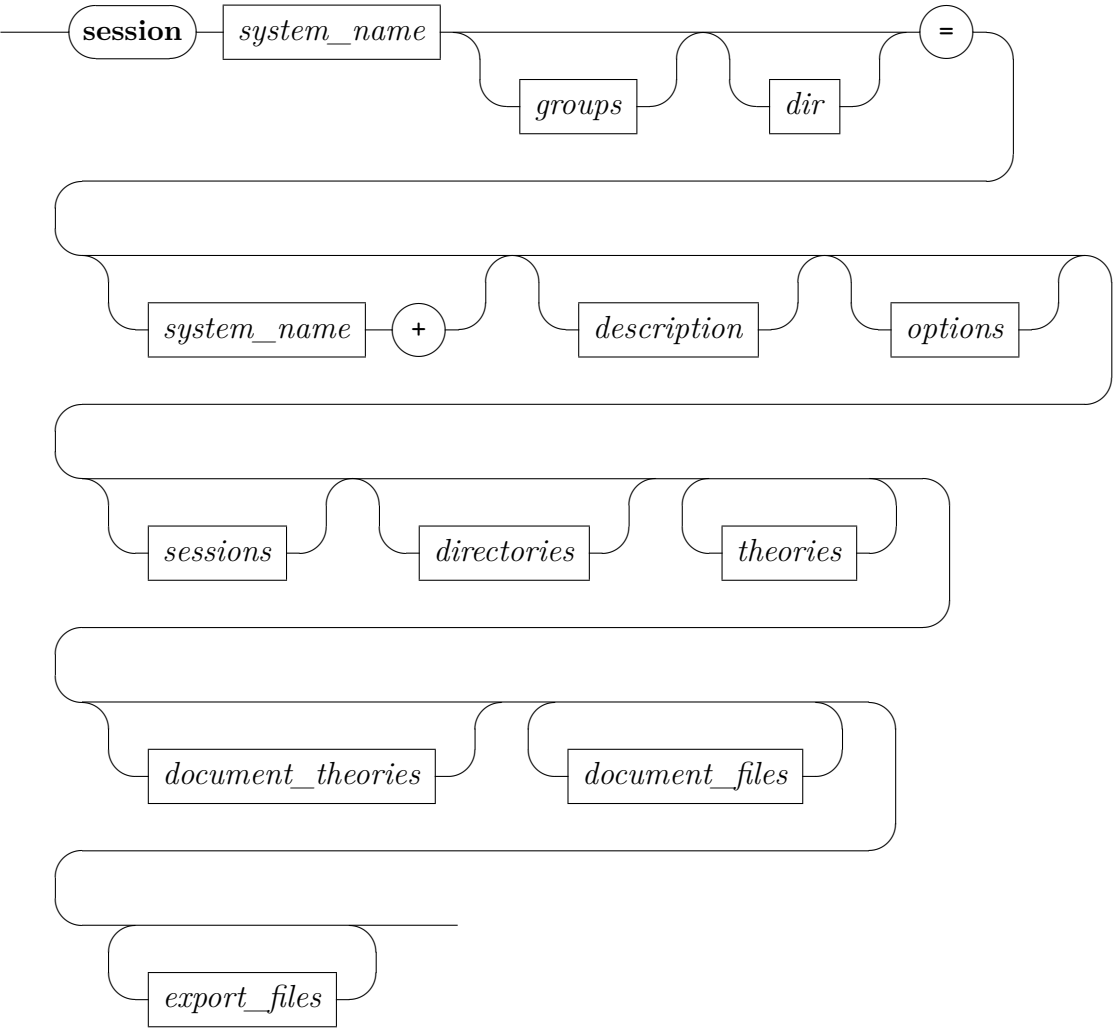 session system_name =
groups dir
system_name + description options
sessions directories theories
document_theories document_files
export_files